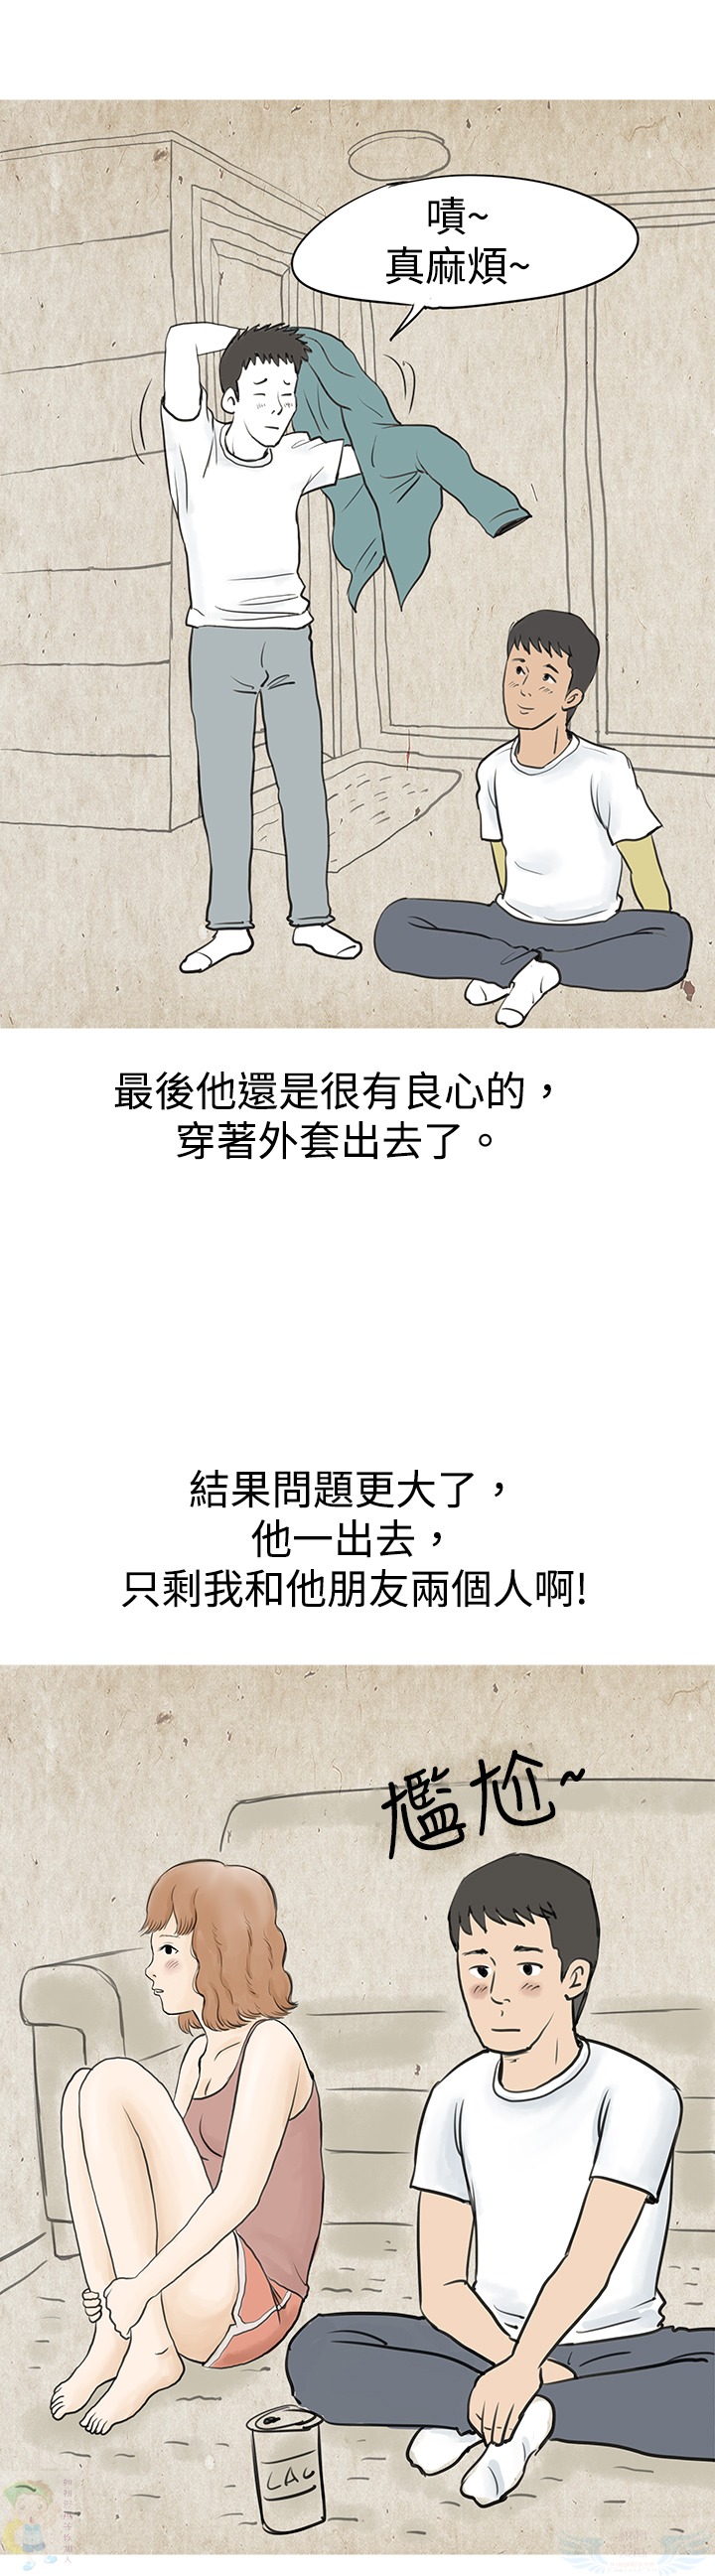 嘖~
真麻煩~
最後他還是很有良心的，
穿著外套出去了。
結果問題更大了，
他一出去，
只剩我和他朋友兩個人啊!
尷尬~
CAG